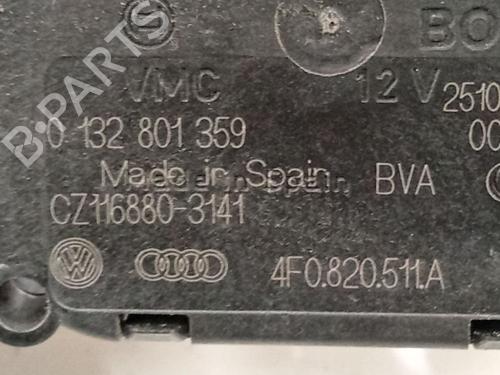 B-Parts
BO
VMC 12 V 2510
0 132 801 359 00
Made in Spain BVA
CZ116880-3141
4F0.820.511.A